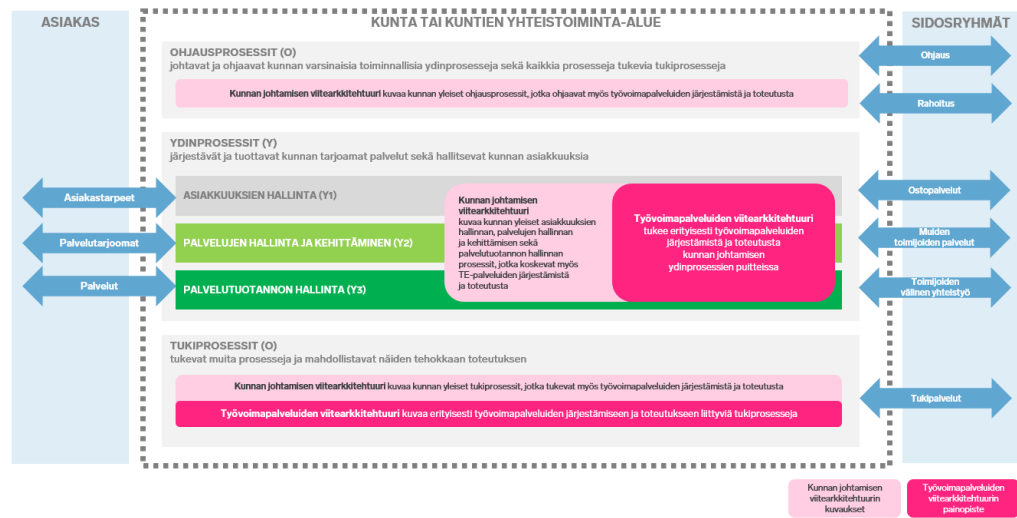 ASIAKAS
KUNTA TAI KUNTIEN YHTEISTOIMINTA-ALUE
SIDOSRYHMÄT
OHJAUSPROSESSIT (O)
johtavat ja ohjaavat kunnan varsinaisia toiminnallisia ydinprosesseja sekä kaikkia prosesseja tukevia tukiprosesseja
Kunnan johtamisen viitearkkitehtuuri kuvaa kunnan yleiset ohjausprosessit, jotka ohjaavat myös työvoimapalveluiden järjestämistä ja toteutusta
Ohjaus
Rahoitus
YDINPROSESSIT (Y)
järjestävät ja tuottavat kunnan tarjoamat palvelut sekä hallitsevat kunnan asiakkuuksia
Asiakastarpeet
Palvelutarjoomat
Palvelut
ASIAKKUUKSIEN HALLINTA (Y1)
PALVELUJEN HALLINTA JA KEHITTÄMINEN (Y2)
PALVELUTUOTANNON HALLINTA (Y3)
Kunnan johtamisen
viitearkkitehtuuri
kuvaa kunnan yleiset asiakkuuksien
hallinnan, palvelujen hallinnan
ja kehittämisen sekä
palvelutuotannon hallinnan
prosessit, jotka koskevat myös
TE-palveluiden järjestämistä
ja toteutusta
Työvoimapalveluiden viitearkkitehtuuri
tukee erityisesti työvoimapalveluiden
järjestämistä ja toteutusta
kunnan johtamisen
ydinprosessien puitteissa
Ostopalvelut
Muiden
toimijoiden palvelut
Toimijoiden
välinen yhteistyö
TUKIPROSESSIT (O)
tukevat muita prosesseja ja mahdollistavat näiden tehokkaan toteutuksen
Kunnan johtamisen viitearkkitehtuuri kuvaa kunnan yleiset tukiprosessit, jotka tukevat myös työvoimapalveluiden järjestämistä ja toteutusta
Työvoimapalveluiden viitearkkitehtuuri kuvaa erityisesti työvoimapalveluiden järjestämiseen ja toteutukseen liittyviä tukiprosesseja
Tukipalvelut
Kunnan johtamisen
viitearkkitehtuurin
kuvaukset
Työvoimapalveluiden
viitearkkitehtuurin
painopiste